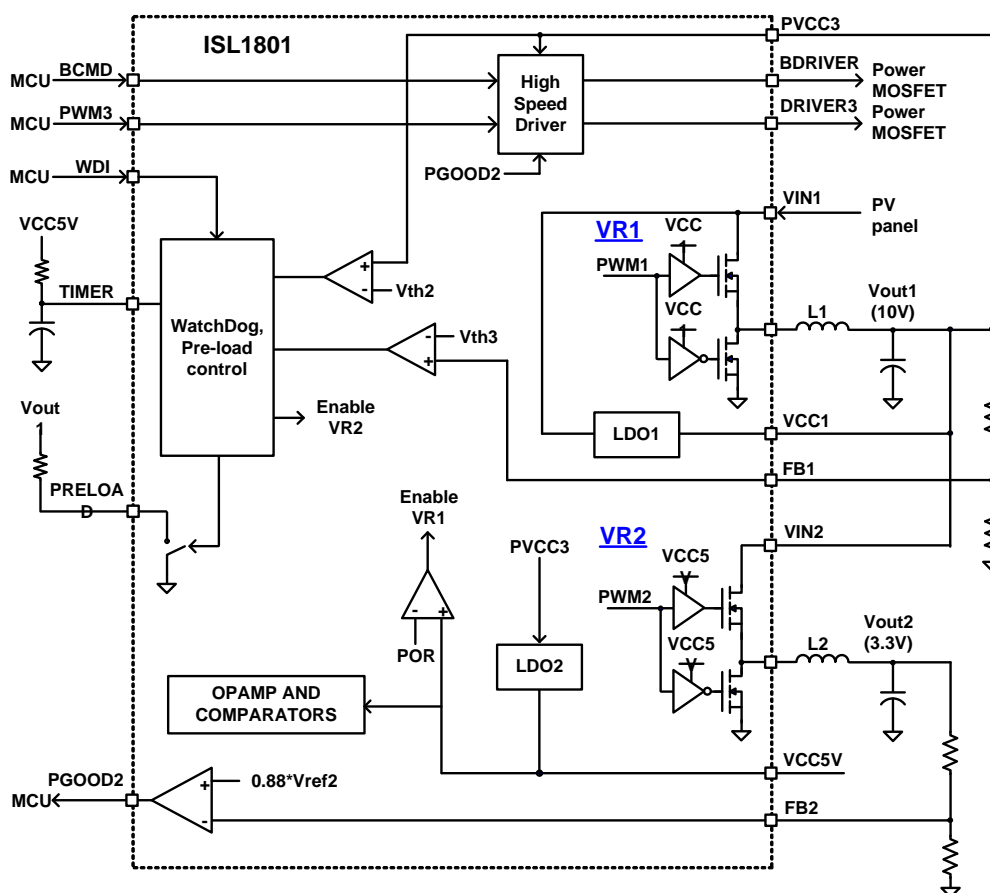 ISL1801
PVCC3
MCU
BCMD
High
Speed
Driver
BDRIVER
Power
MOSFET
MCU
PWM3
DRIVER3
Power
MOSFET
MCU
WDI
PGOOD2
VIN1
PV
panel
VCC5V
VR1
VCC
PWM1
+
-
Vth2
TIMER
VCC
L1
Vout1
(10V)
WatchDog,
Pre-load
control
-
+
Vth3
Vout
1
Enable
VR2
LDO1
VCC1
PRELOA
D
FB1
Enable
VR1
VR2
VIN2
PVCC3
VCC5
V
PWM2
-
+
POR
LDO2
VCC5
V
L2
Vout2
(3.3V)
OPAMP AND
COMPARATORS
VCC5V
MCU
PGOOD2
+
-
0.88*Vref2
FB2